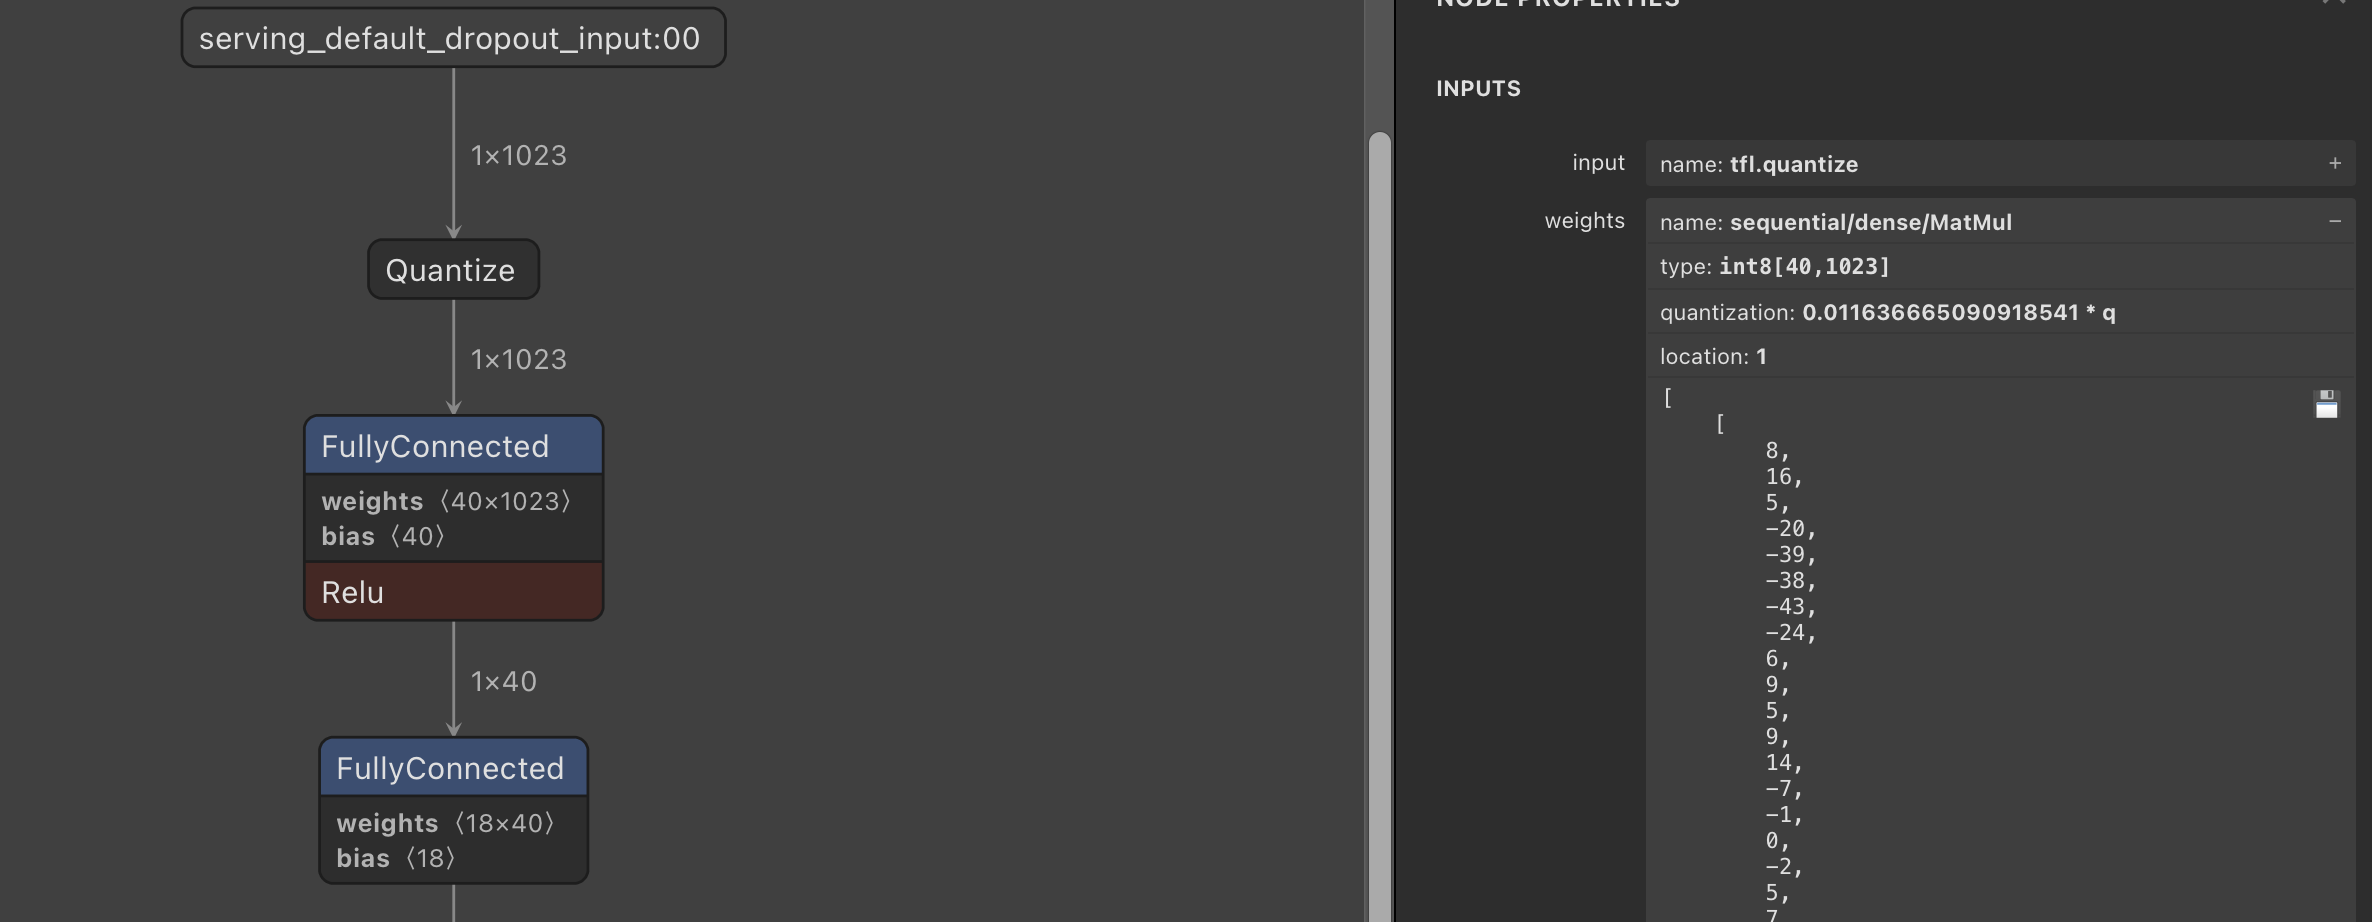 serving_default_dropout_input:00
1×1023
Quantize
1×1023
FullyConnected
weights ⟨40×1023⟩
bias ⟨40⟩
Relu
1×40
FullyConnected
weights ⟨18×40⟩
bias ⟨18⟩
NODE PROPERTIES
INPUTS
input name: tfl.quantize +
weights name: sequential/dense/MatMul −
type: int8[40,1023]
quantization: 0.011636665090918541 * q
location: 1
[
[
8,
16,
5,
−20,
−39,
−38,
−43,
−24,
6,
9,
5,
9,
14,
−7,
−1,
0,
−2,
5,
7